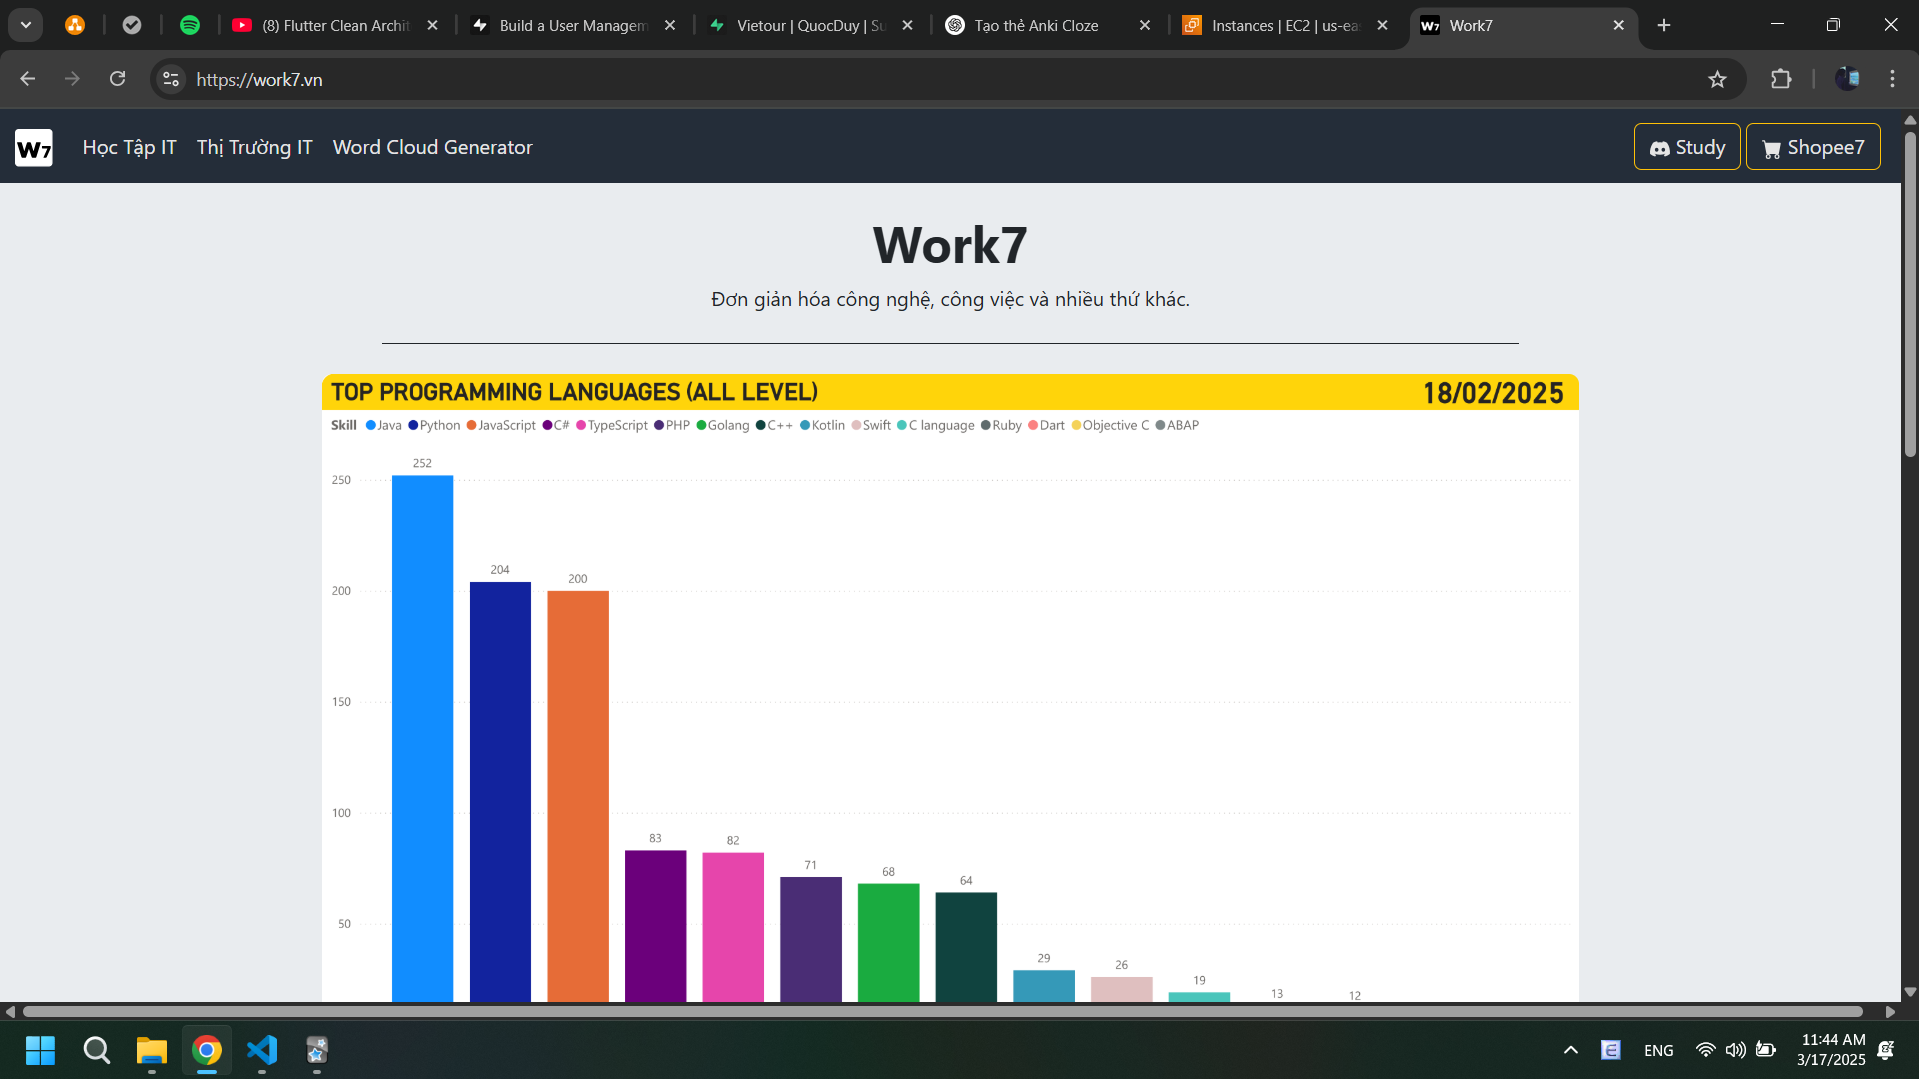 (8) Flutter Clean Archit
Build a User Managem
Vietour | QuocDuy | Su
Tạo thẻ Anki Cloze
Instances | EC2 | us-ea
W7 Work7
https://work7.vn
W7 Học Tập IT Thị Trường IT Word Cloud Generator Study Shopee7
Work7
Đơn giản hóa công nghệ, công việc và nhiều thứ khác.
TOP PROGRAMMING LANGUAGES (ALL LEVEL) 18/02/2025
Skill Java Python JavaScript C# TypeScript PHP Golang C++ Kotlin Swift C language Ruby Dart Objective C ABAP
252
250
204
200
200
150
100
83
82
71
68
64
50
29
26
19
13
12
ENG
11:44 AM
3/17/2025